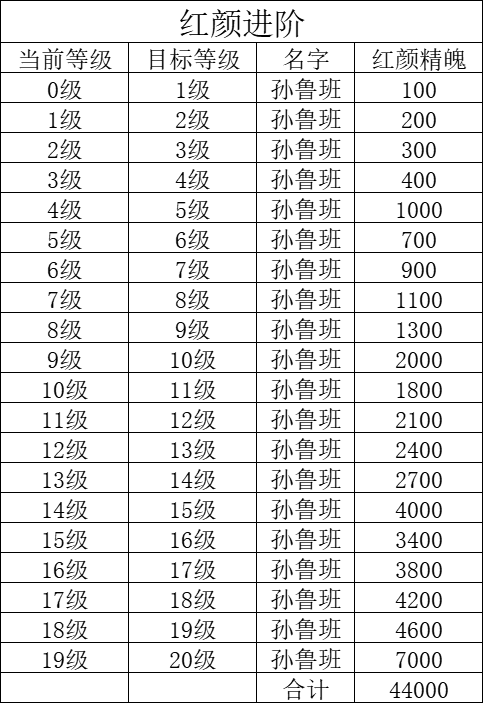 红颜进阶
当前等级 目标等级 名字 红颜精魄
0级 1级 孙鲁班 100
1级 2级 孙鲁班 200
2级 3级 孙鲁班 300
3级 4级 孙鲁班 400
4级 5级 孙鲁班 1000
5级 6级 孙鲁班 700
6级 7级 孙鲁班 900
7级 8级 孙鲁班 1100
8级 9级 孙鲁班 1300
9级 10级 孙鲁班 2000
10级 11级 孙鲁班 1800
11级 12级 孙鲁班 2100
12级 13级 孙鲁班 2400
13级 14级 孙鲁班 2700
14级 15级 孙鲁班 4000
15级 16级 孙鲁班 3400
16级 17级 孙鲁班 3800
17级 18级 孙鲁班 4200
18级 19级 孙鲁班 4600
19级 20级 孙鲁班 7000
合计 44000